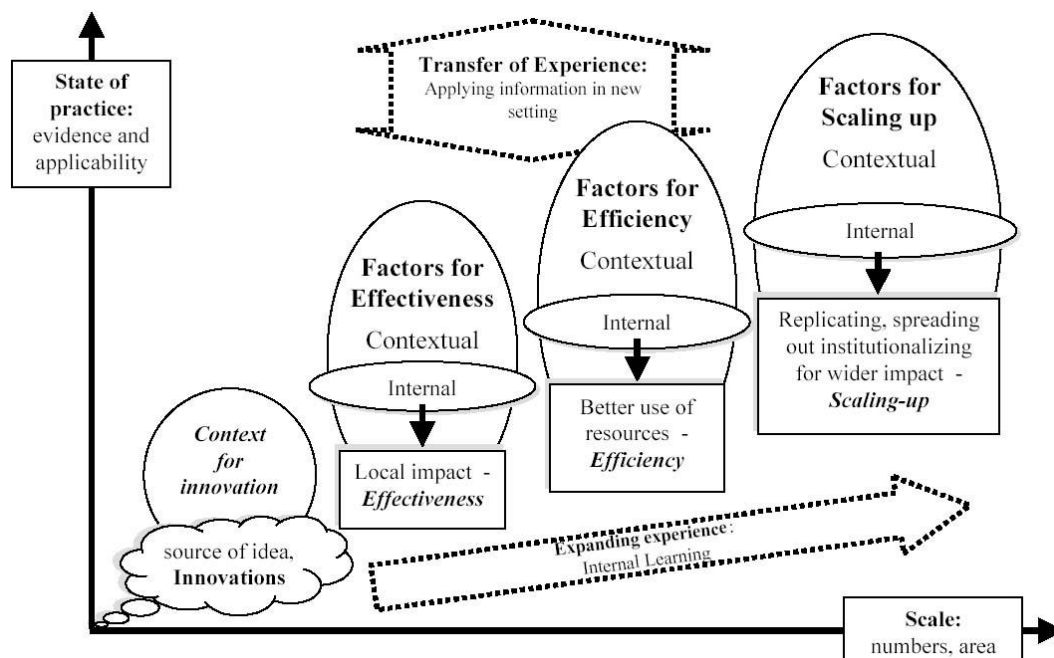 State of
practice:
evidence and
applicability
Transfer of Experience:
Applying information in new
setting
Factors for
Scaling up
Contextual
Internal
Replicating, spreading
out institutionalizing
for wider impact -
Scaling-up
Factors for
Efficiency
Contextual
Internal
Better use of
resources -
Efficiency
Factors for
Effectiveness
Contextual
Internal
Local impact -
Effectiveness
Context
for
innovation
source of idea,
Innovations
Expanding experience:
Internal Learning
Scale:
numbers, area